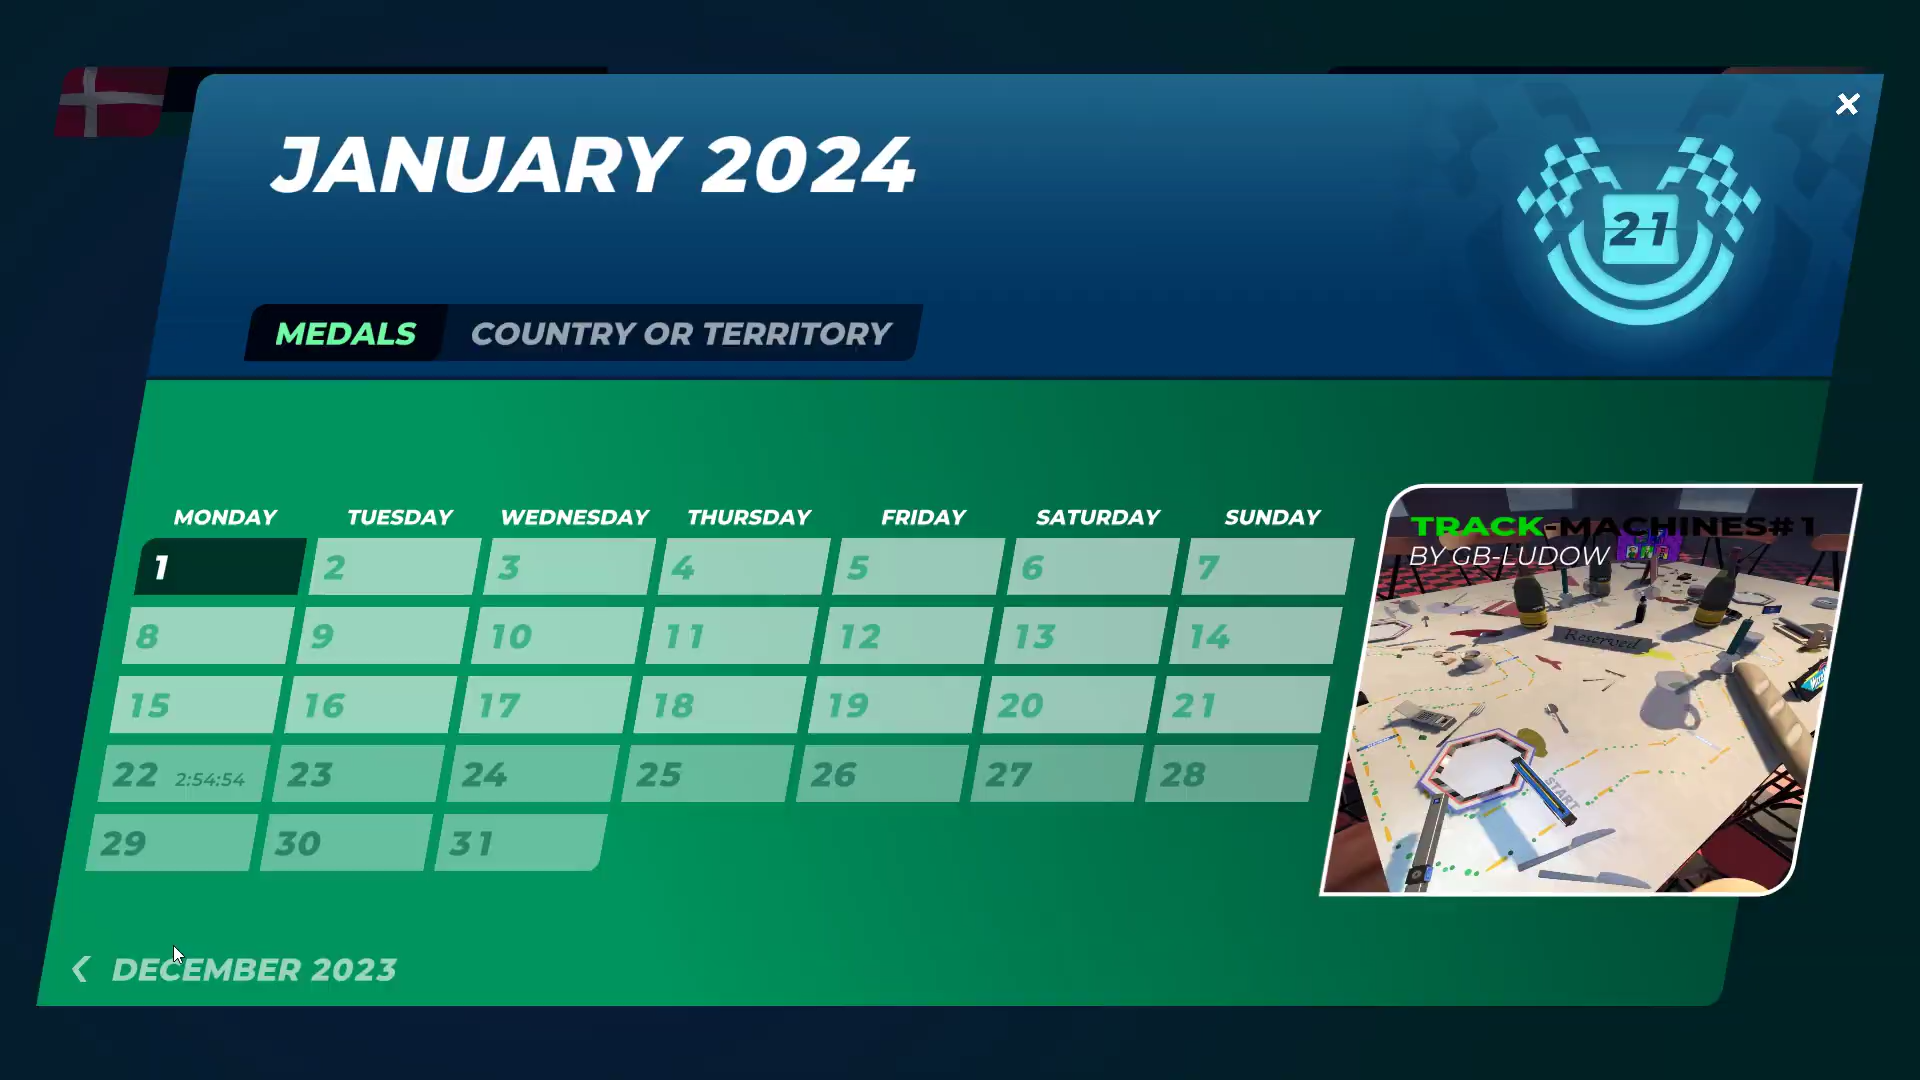 JANUARY 2024
21
MEDALS
COUNTRY OR TERRITORY
MONDAY TUESDAY WEDNESDAY THURSDAY FRIDAY SATURDAY SUNDAY
1 2 3 4 5 6 7
8 9 10 11 12 13 14
15 16 17 18 19 20 21
22 2:54:54 23 24 25 26 27 28
29 30 31
TRACK-MACHINES#1
BY GB-LUDOW
Reserved
START
DECEMBER 2023